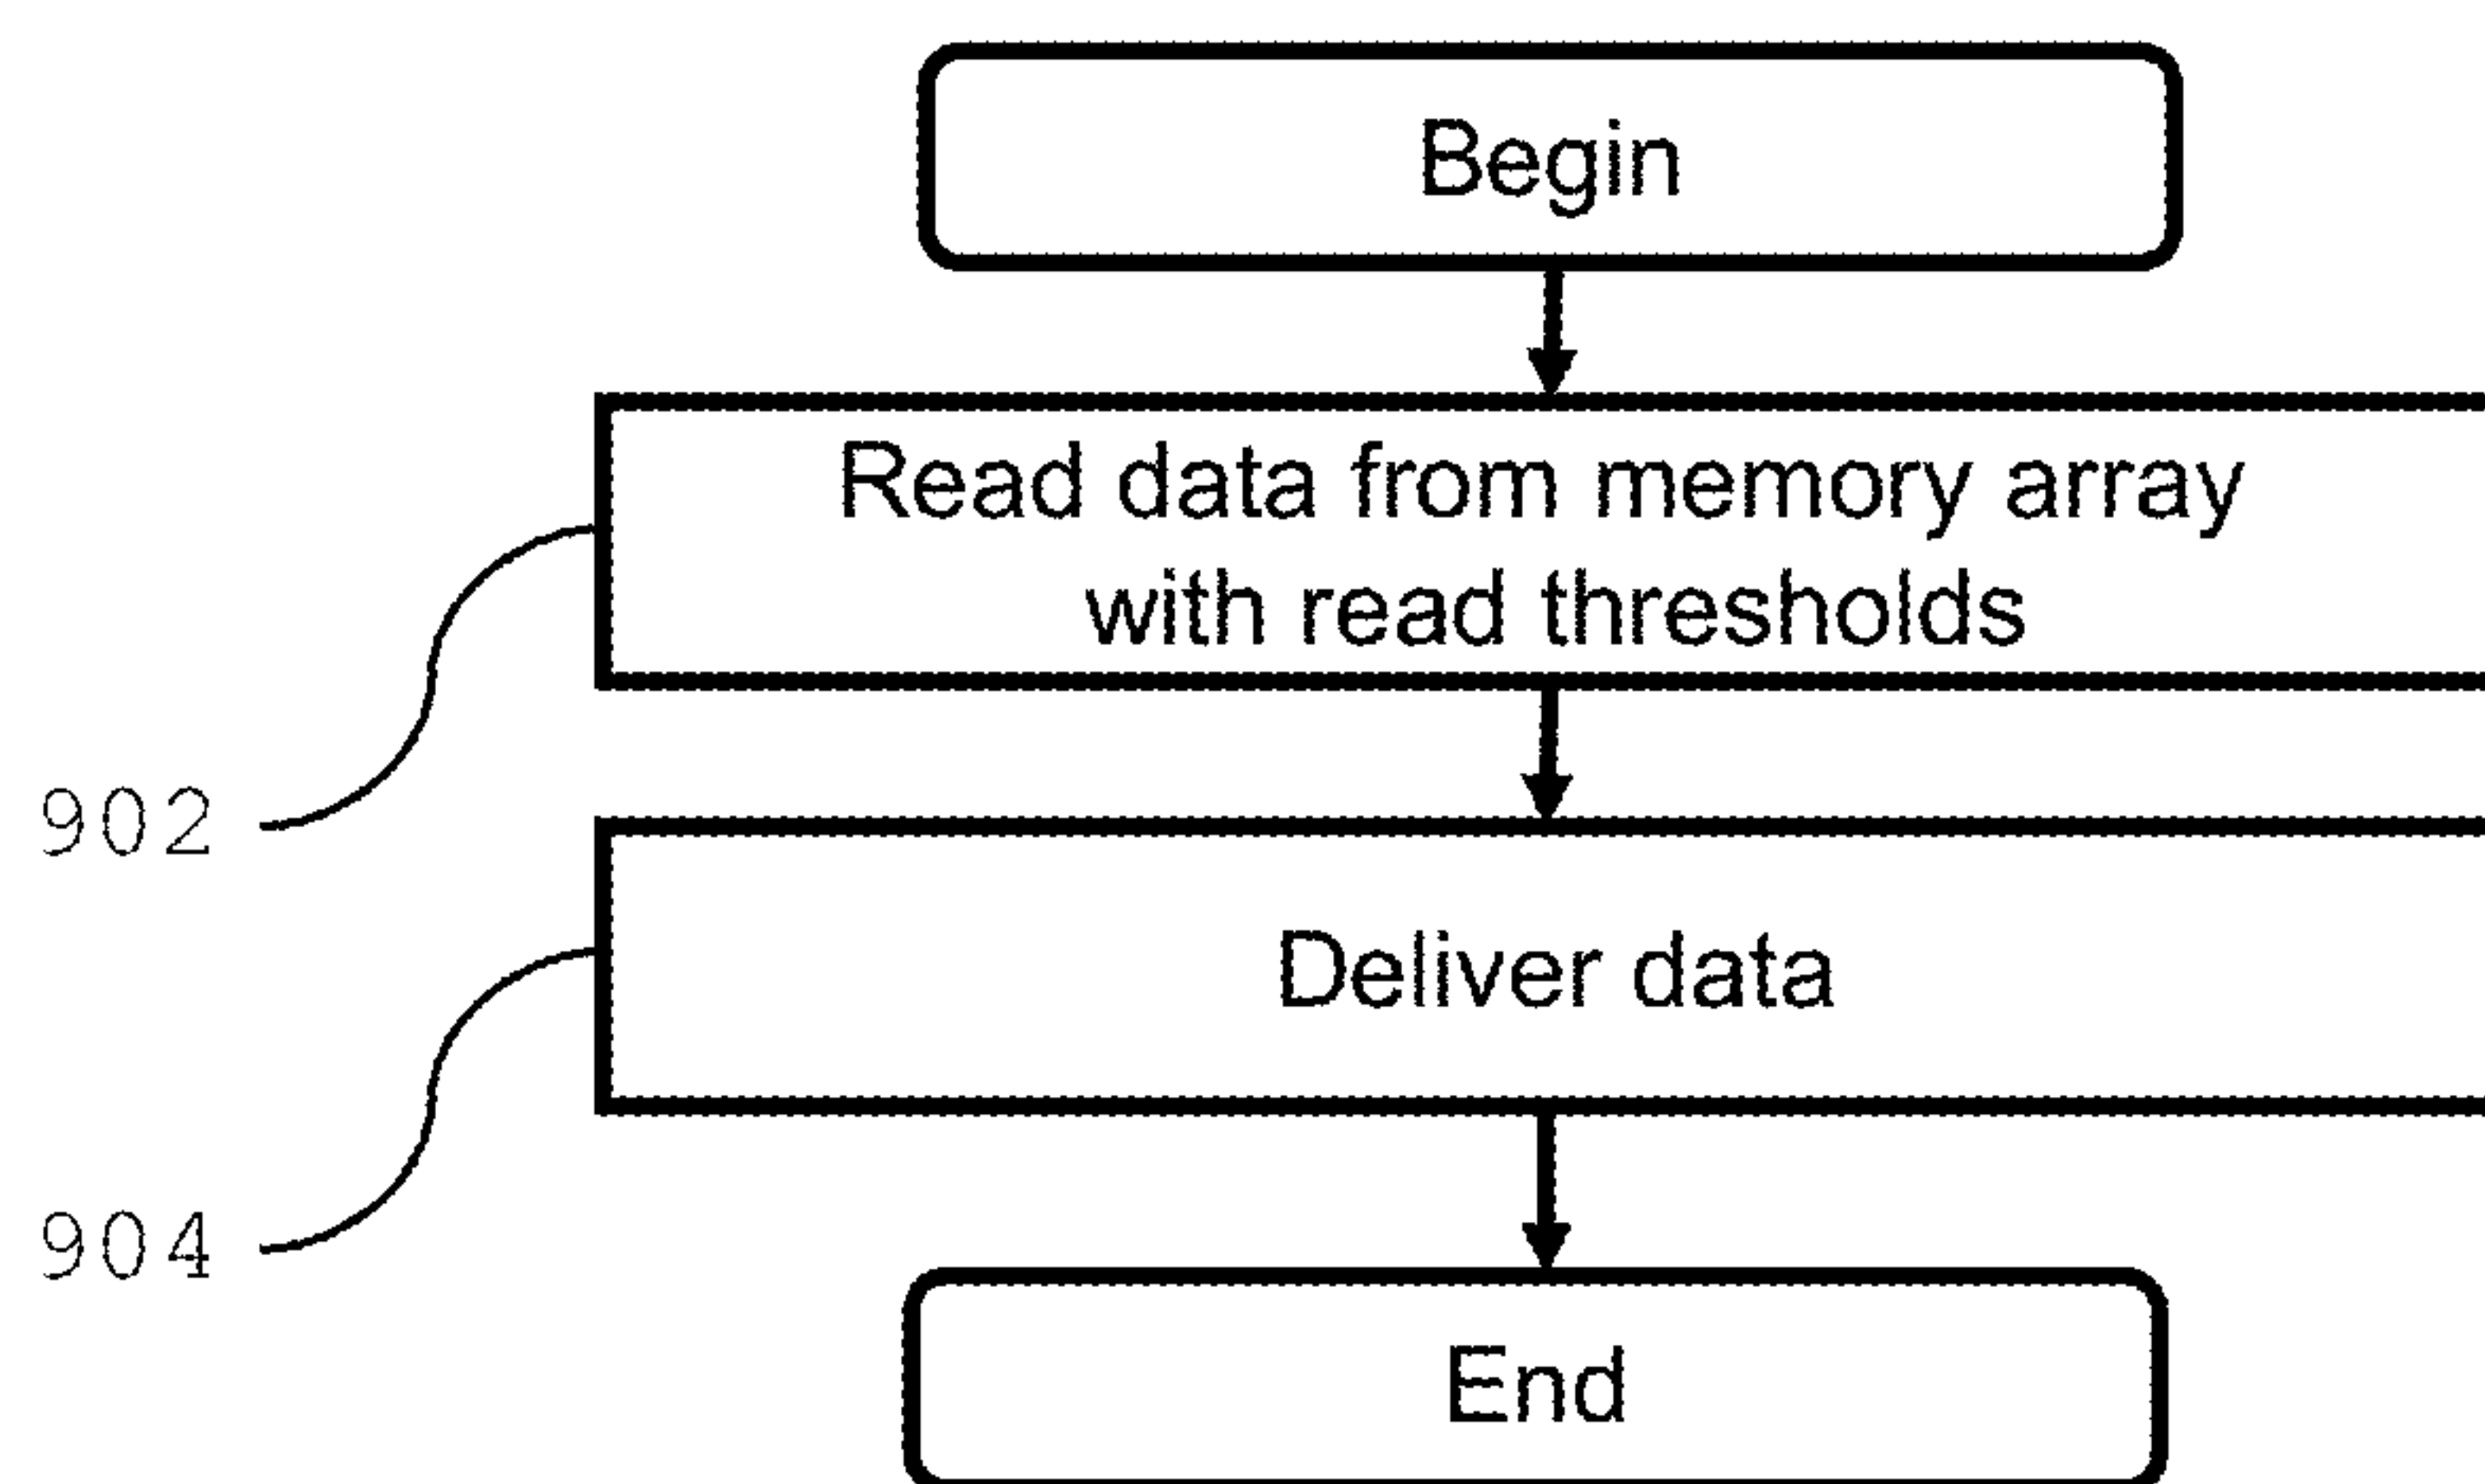 Begin
Read data from memory array
with read thresholds
902
Deliver data
904
End